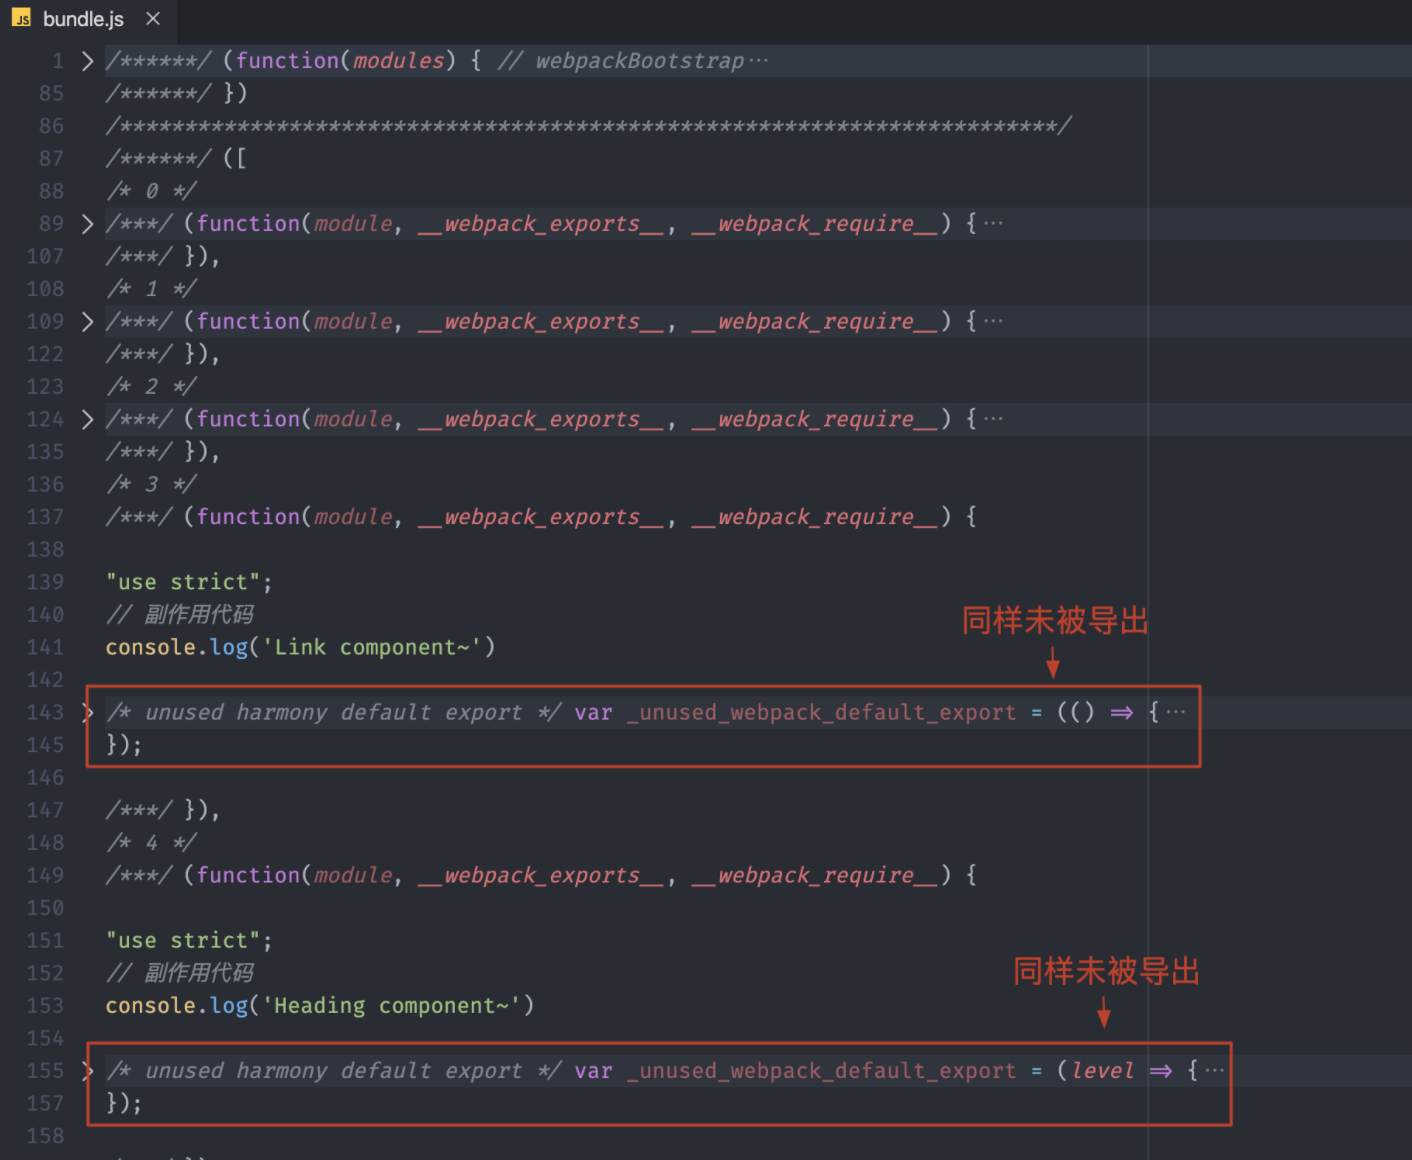 JS bundle.js ×
1 > /******/ (function(modules) { // webpackBootstrap···
85 /******/ })
86 /************************************************************************/
87 /******/ ([
88 /* 0 */
89 > /***/ (function(module, __webpack_exports__, __webpack_require__) {···
107 /***/ }),
108 /* 1 */
109 > /***/ (function(module, __webpack_exports__, __webpack_require__) {···
122 /***/ }),
123 /* 2 */
124 > /***/ (function(module, __webpack_exports__, __webpack_require__) {···
135 /***/ }),
136 /* 3 */
137 /***/ (function(module, __webpack_exports__, __webpack_require__) {
138
139 "use strict";
140 // 副作用代码
同样未被导出
141 console.log('Link component~')
142
143 > /* unused harmony default export */ var _unused_webpack_default_export = (() => {···
145 });
146
147 /***/ }),
148 /* 4 */
149 /***/ (function(module, __webpack_exports__, __webpack_require__) {
150
151 "use strict";
152 // 副作用代码
同样未被导出
153 console.log('Heading component~')
154
155 > /* unused harmony default export */ var _unused_webpack_default_export = (level => {···
157 });
158